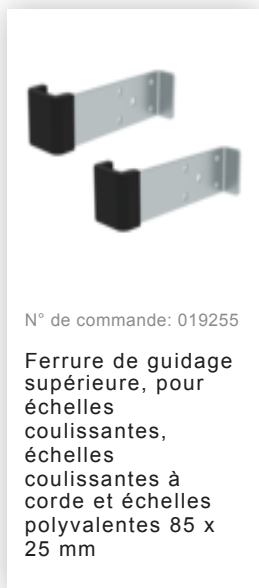 N° de commande: 019255
Ferrure de guidage
supérieure, pour
échelles
coulissantes,
échelles
coulissantes à
corde et échelles
polyvalentes 85 x
25 mm